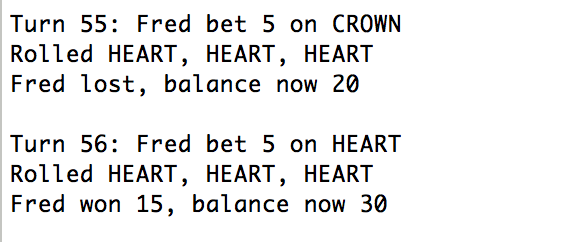 Turn 55: Fred bet 5 on CROWN
Rolled HEART, HEART, HEART
Fred lost, balance now 20
Turn 56: Fred bet 5 on HEART
Rolled HEART, HEART, HEART
Fred won 15, balance now 30